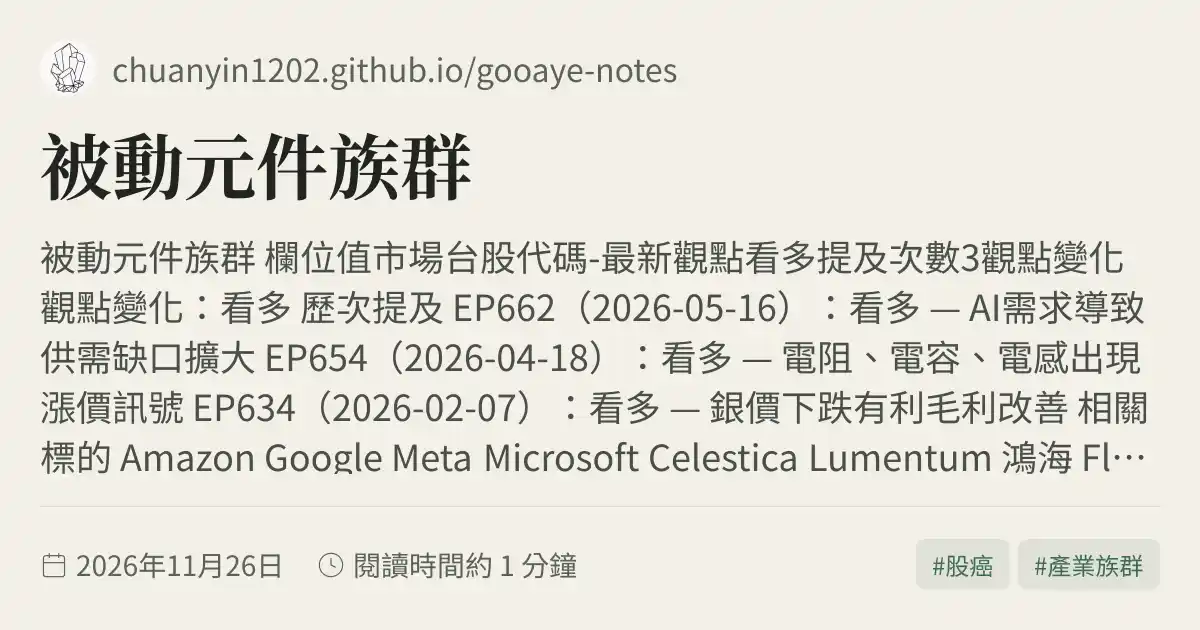 chuanyin1202.github.io/gooaye-notes
被動元件族群
被動元件族群 欄位值市場台股代碼-最新觀點看多提及次數3觀點變化
觀點變化：看多 歷次提及 EP662（2026-05-16）：看多 — AI需求導致
供需缺口擴大 EP654（2026-04-18）：看多 — 電阻、電容、電感出現
漲價訊號 EP634（2026-02-07）：看多 — 銀價下跌有利毛利改善 相關
標的 Amazon Google Meta Microsoft Celestica Lumentum 鴻海 Fl…
2026年11月26日 閱讀時間約 1 分鐘
#股癌 #產業族群